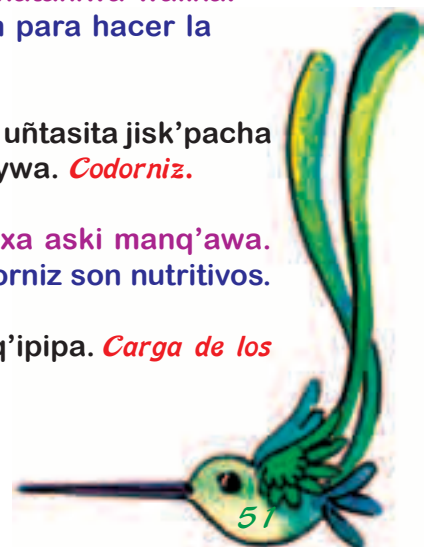 n para hacer la
uñtasita jisk’pacha
ywa. Codorniz.
xa aski manq’awa.
orniz son nutritivos.
q’ipipa. Carga de los
51